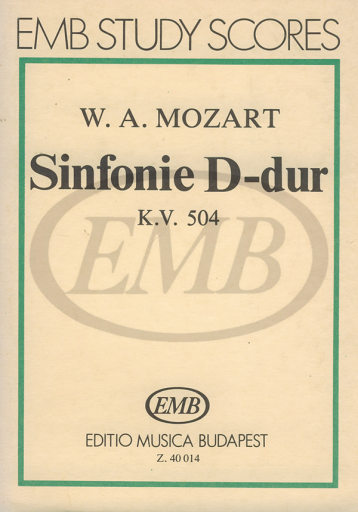 EMB STUDY SCORES
W. A. MOZART
Sinfonie D-dur
K.V. 504
EMB
EMB
EDITIO MUSICA BUDAPEST
Z. 40 014